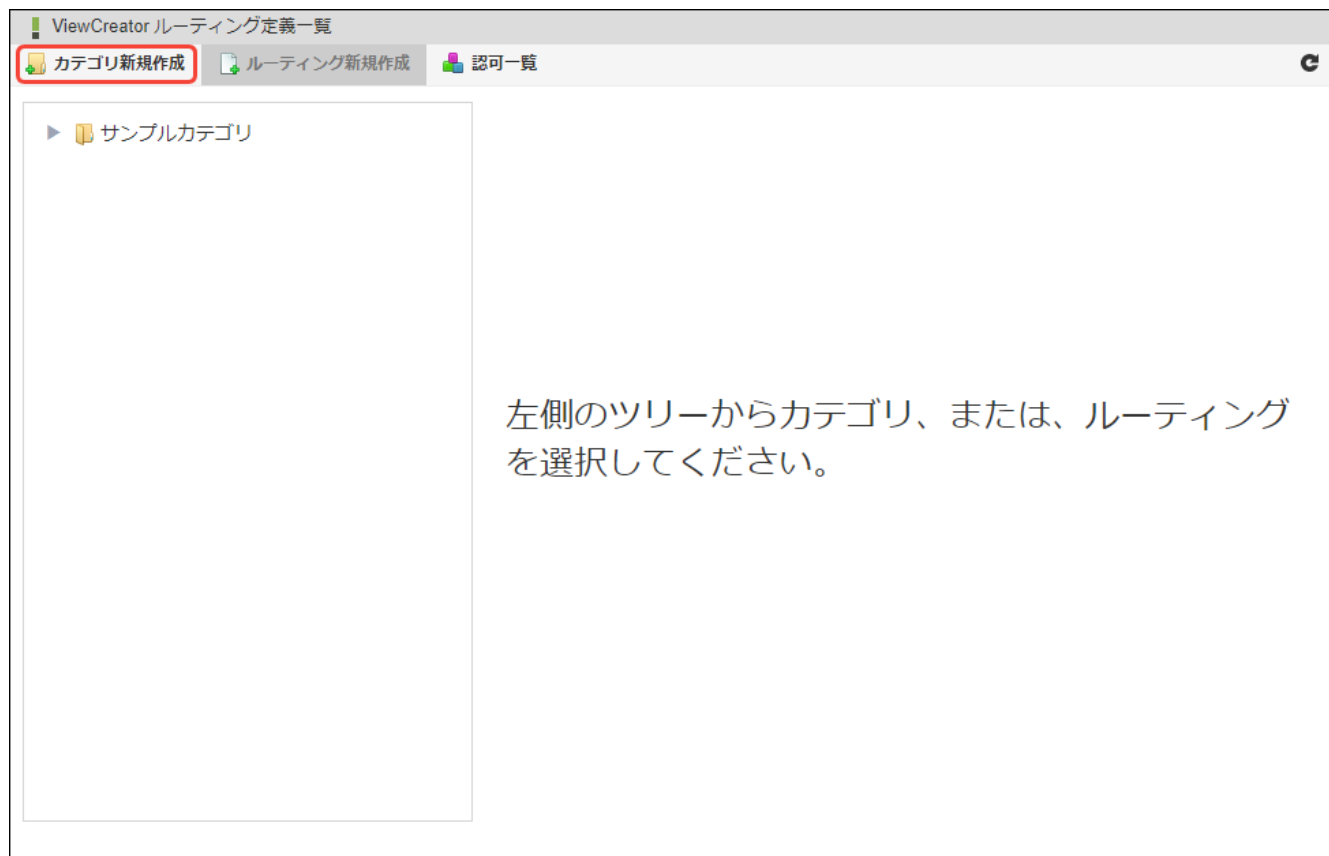 ViewCreator ルーティング定義一覧
カテゴリ新規作成 ルーティング新規作成 認可一覧
サンプルカテゴリ
左側のツリーからカテゴリ、または、ルーティング
を選択してください。